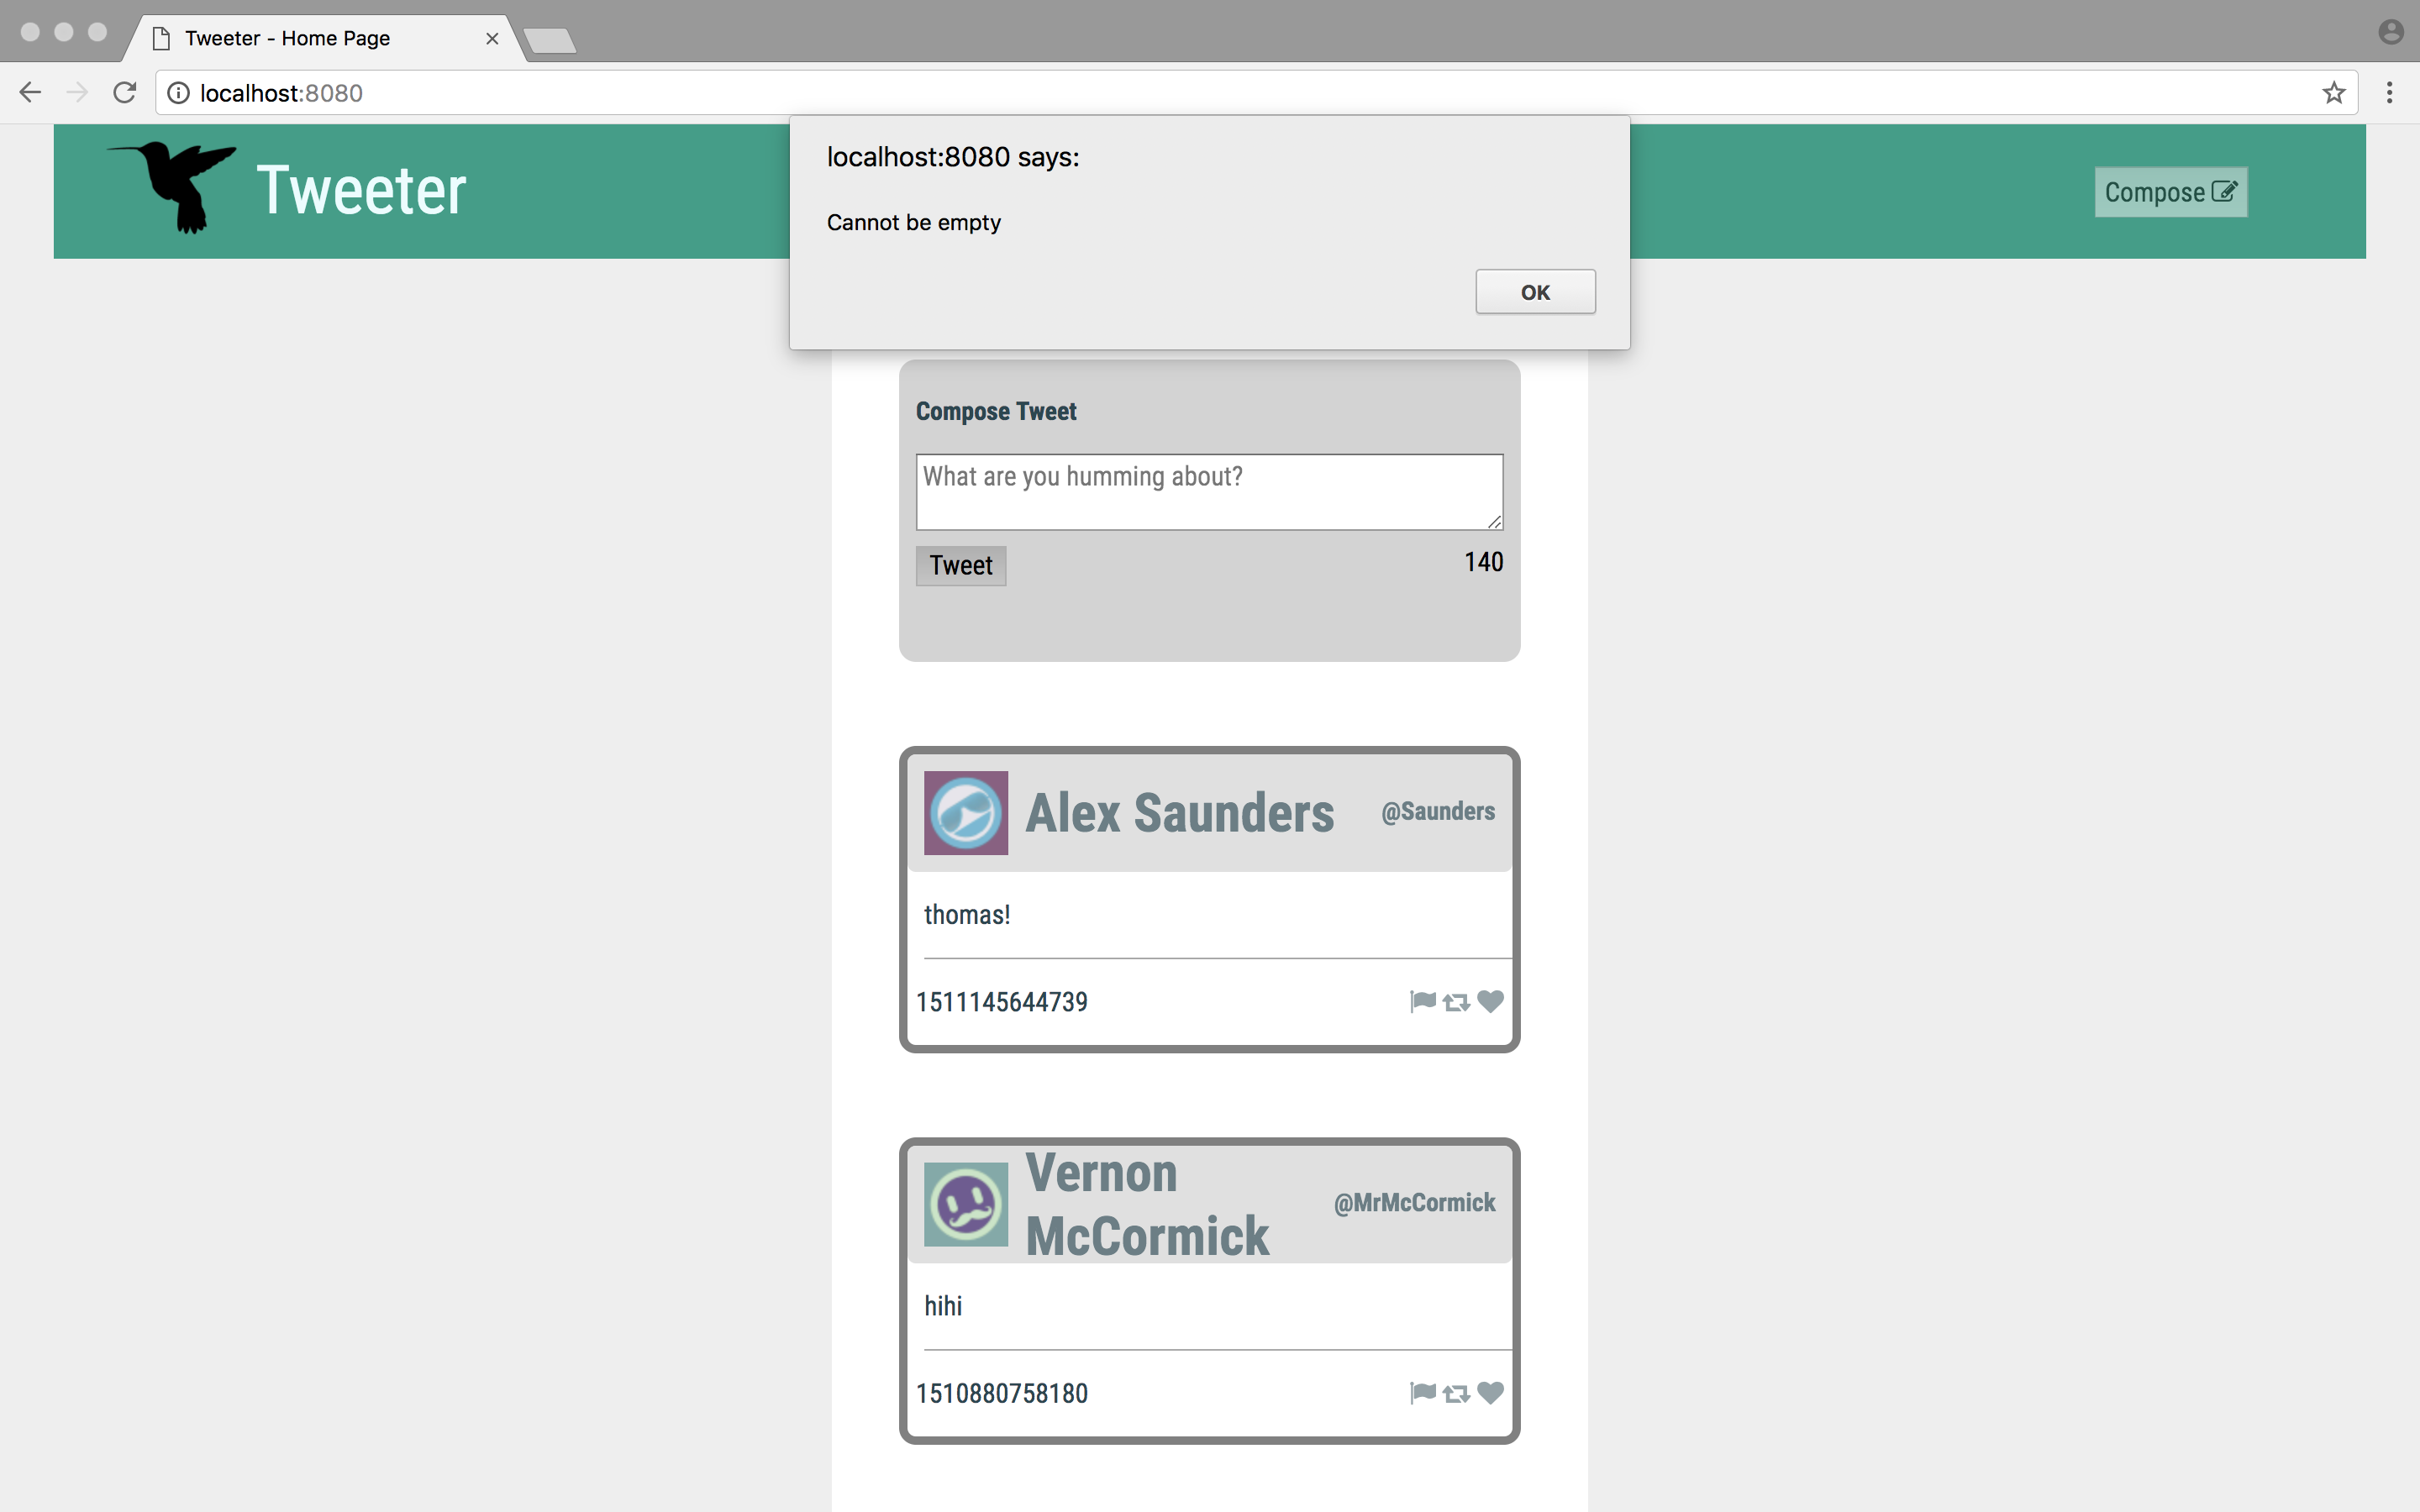 Tweeter - Home Page
localhost:8080
localhost:8080 says:
Cannot be empty
OK
Tweeter
Compose
Compose Tweet
What are you humming about?
Tweet
140
Alex Saunders
@Saunders
thomas!
1511145644739
Vernon
McCormick
@MrMcCormick
hihi
1510880758180